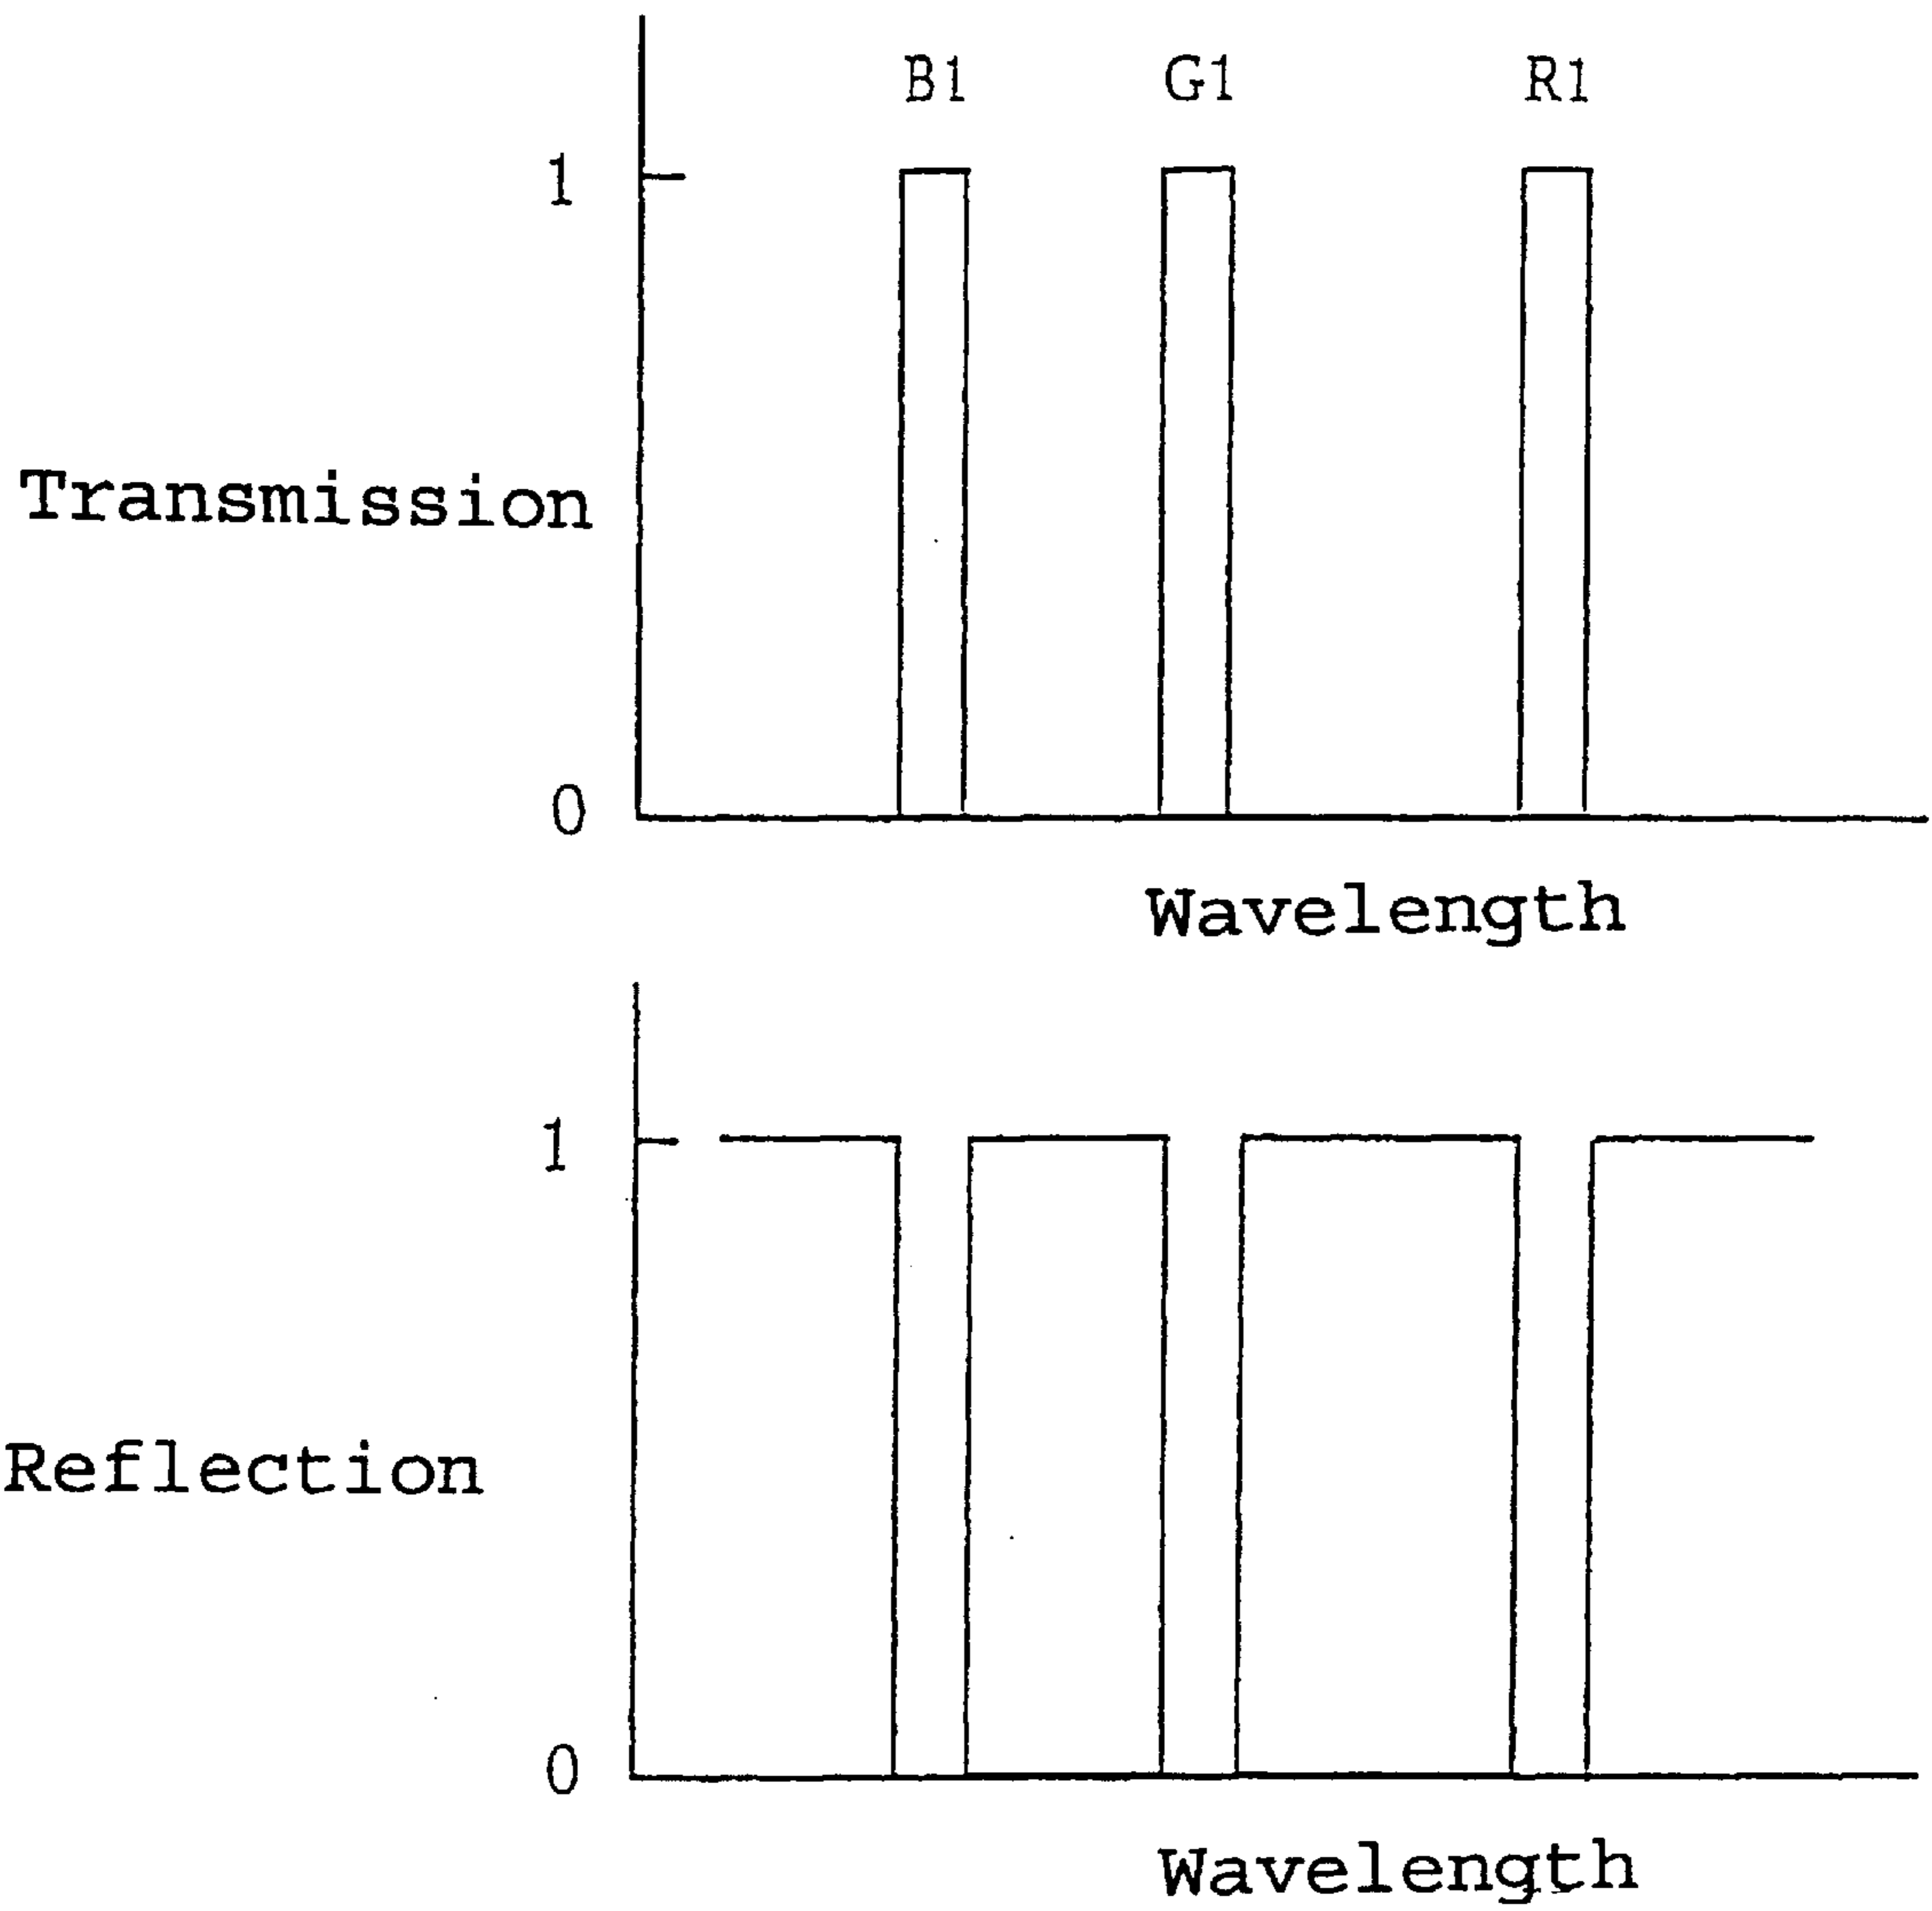 B1 G1 R1
1
Transmission
0
Wavelength
1
Reflection
0
Wavelength